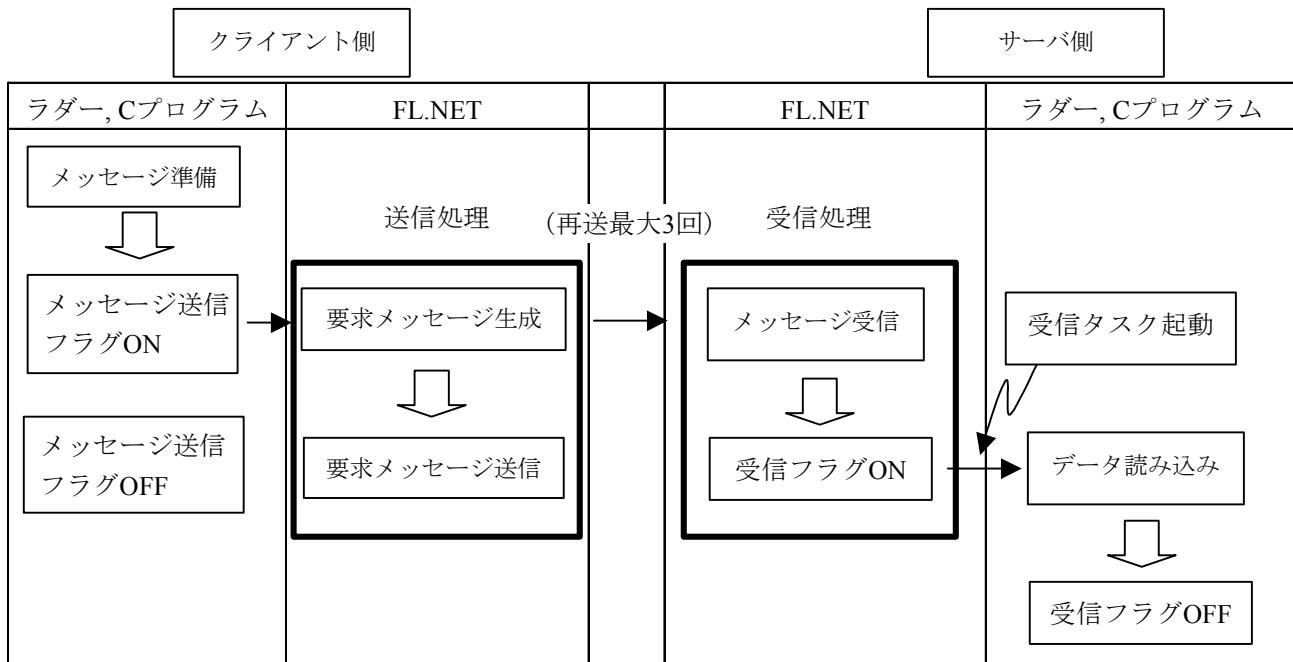 クライアント側
サーバ側
ラダー, Cプログラム
FL.NET
FL.NET
ラダー, Cプログラム
メッセージ準備
送信処理
(再送最大3回)
受信処理
メッセージ送信
フラグON
要求メッセージ生成
メッセージ受信
受信タスク起動
メッセージ送信
フラグOFF
要求メッセージ送信
受信フラグON
データ読み込み
受信フラグOFF